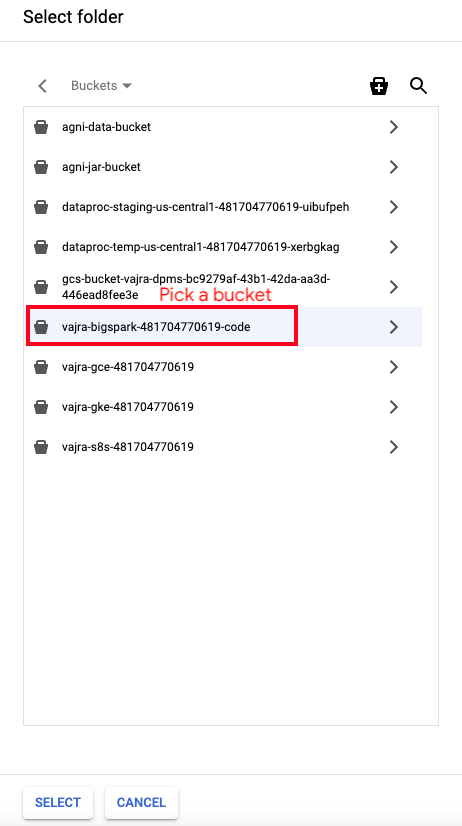 Select folder
Buckets
agni-data-bucket
agni-jar-bucket
dataproc-staging-us-central1-481704770619-uibufpeh
dataproc-temp-us-central1-481704770619-xerbgkag
gcs-bucket-vajra-dpms-bc9279af-43b1-42da-aa3d-
446ead8fee3e
Pick a bucket
vajra-bigspark-481704770619-code
vajra-gce-481704770619
vajra-gke-481704770619
vajra-s8s-481704770619
SELECT CANCEL